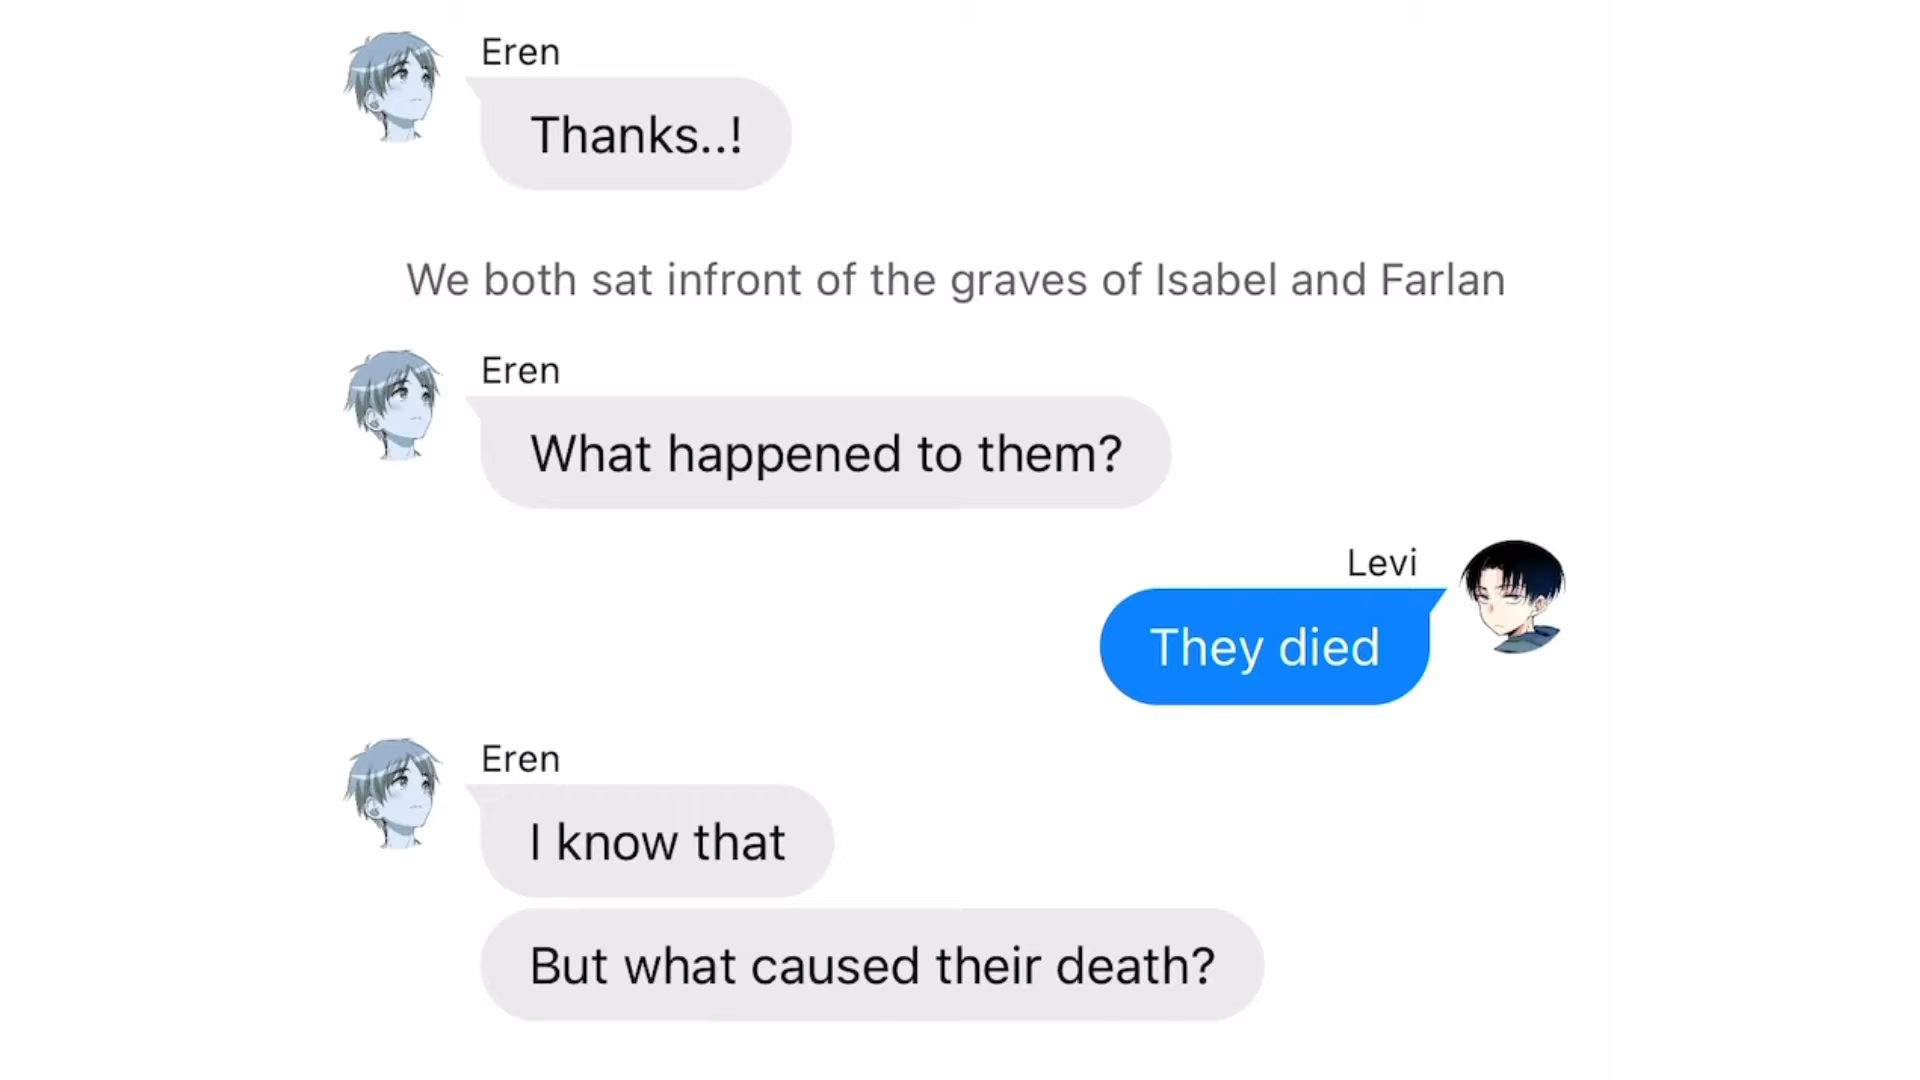 Eren
Thanks..!
We both sat infront of the graves of Isabel and Farlan
Eren
What happened to them?
Levi
They died
Eren
I know that
But what caused their death?